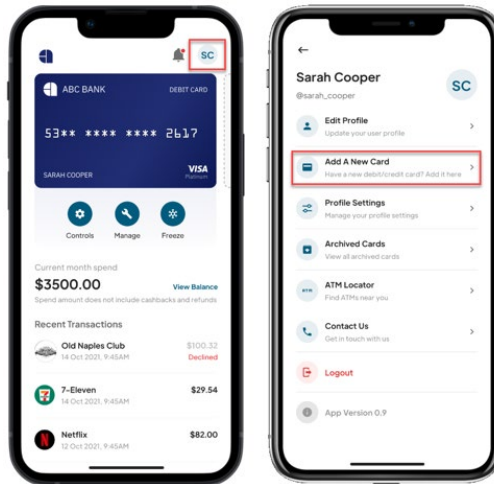 SC
ABC BANK
DEBIT CARD
53** **** **** 2617
SARAH COOPER
VISA
Platinum
Controls
Manage
Freeze
Current month spend
$3500.00
View Balance
Spend amount does not include cashbacks and refunds
Recent Transactions
Old Naples Club
$100.32
14 Oct 2021, 9:45AM
Declined
7-Eleven
$29.54
14 Oct 2021, 9:45AM
Netflix
$82.00
12 Oct 2021, 9:45AM
Sarah Cooper
@sarah_cooper
SC
Edit Profile
Update your user profile
Add A New Card
Have a new debit/credit card? Add it here
Profile Settings
Manage your profile settings
Archived Cards
View all archived cards
ATM
ATM Locator
Find ATMs near you
Contact Us
Get in touch with us
Logout
App Version 0.9